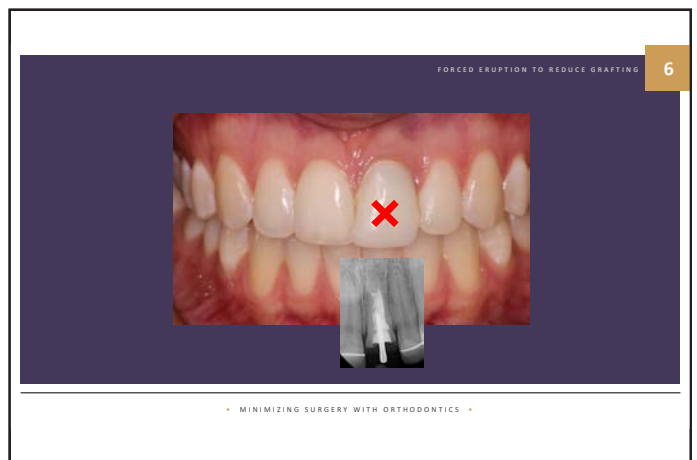 FORCED ERUPTION TO REDUCE GRAFTING
6
MINIMIZING SURGERY WITH ORTHODONTICS